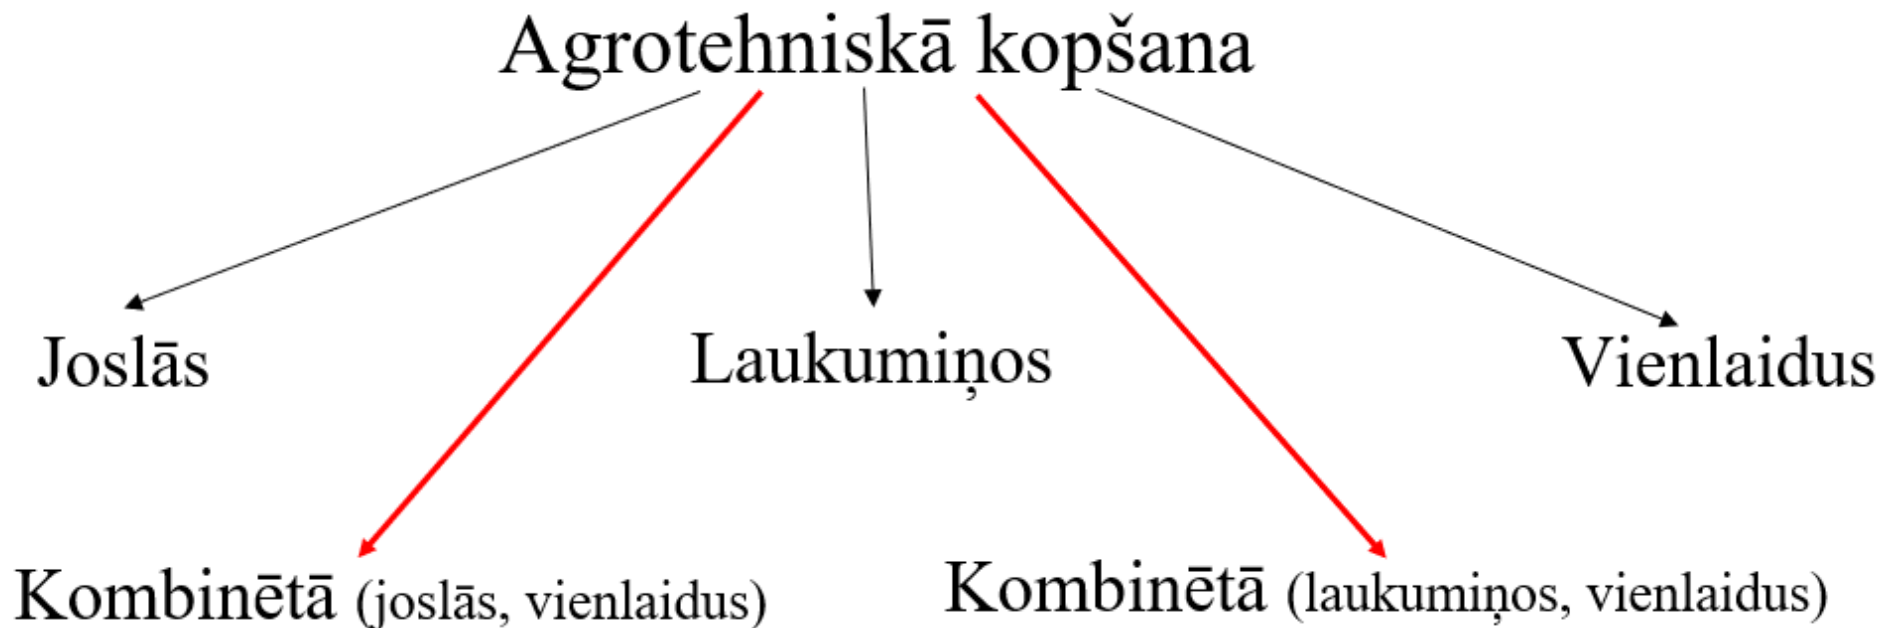 Agrotehniskā kopšana
Joslās
Laukumiņos
Vienlaidus
Kombinētā (joslās, vienlaidus)
Kombinētā (laukumiņos, vienlaidus)